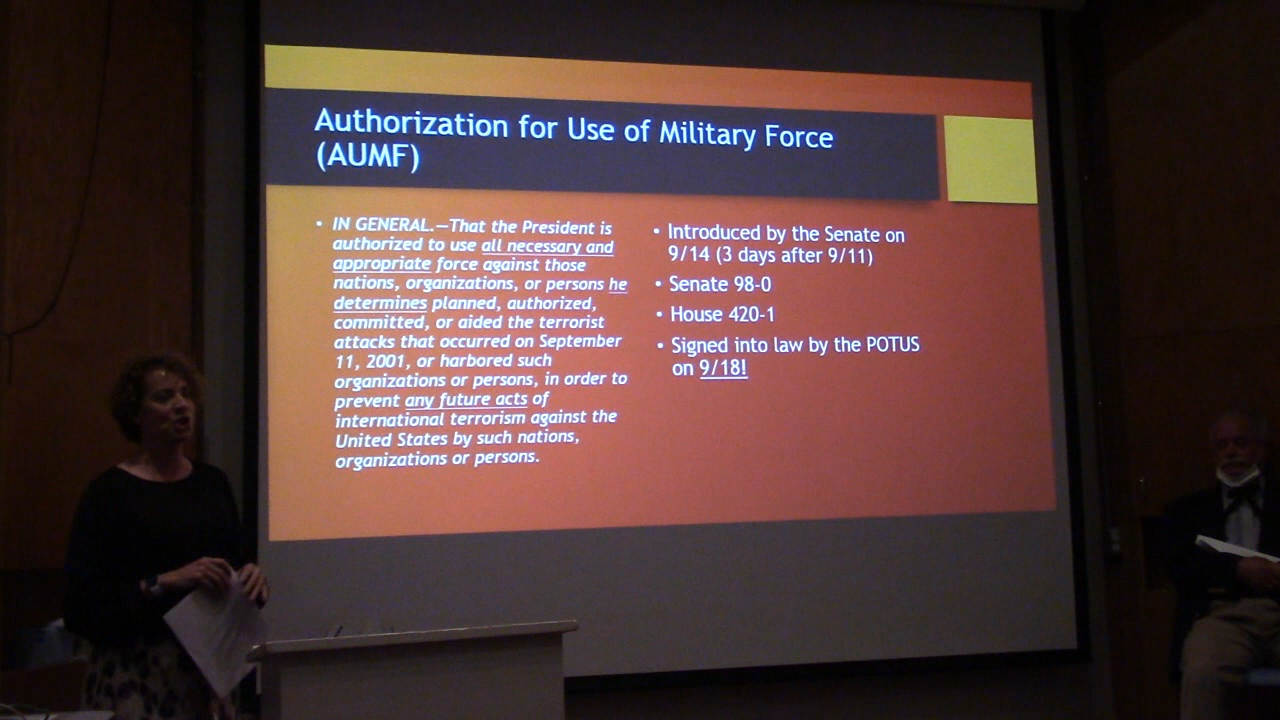 Authorization for Use of Military Force
(AUMF)
• IN GENERAL.—That the President is
authorized to use all necessary and
appropriate force against those
nations, organizations, or persons he
determines planned, authorized,
committed, or aided the terrorist
attacks that occurred on September
11, 2001, or harbored such
organizations or persons, in order to
prevent any future acts of
international terrorism against the
United States by such nations,
organizations or persons.
• Introduced by the Senate on
9/14 (3 days after 9/11)
• Senate 98-0
• House 420-1
• Signed into law by the POTUS
on 9/18!